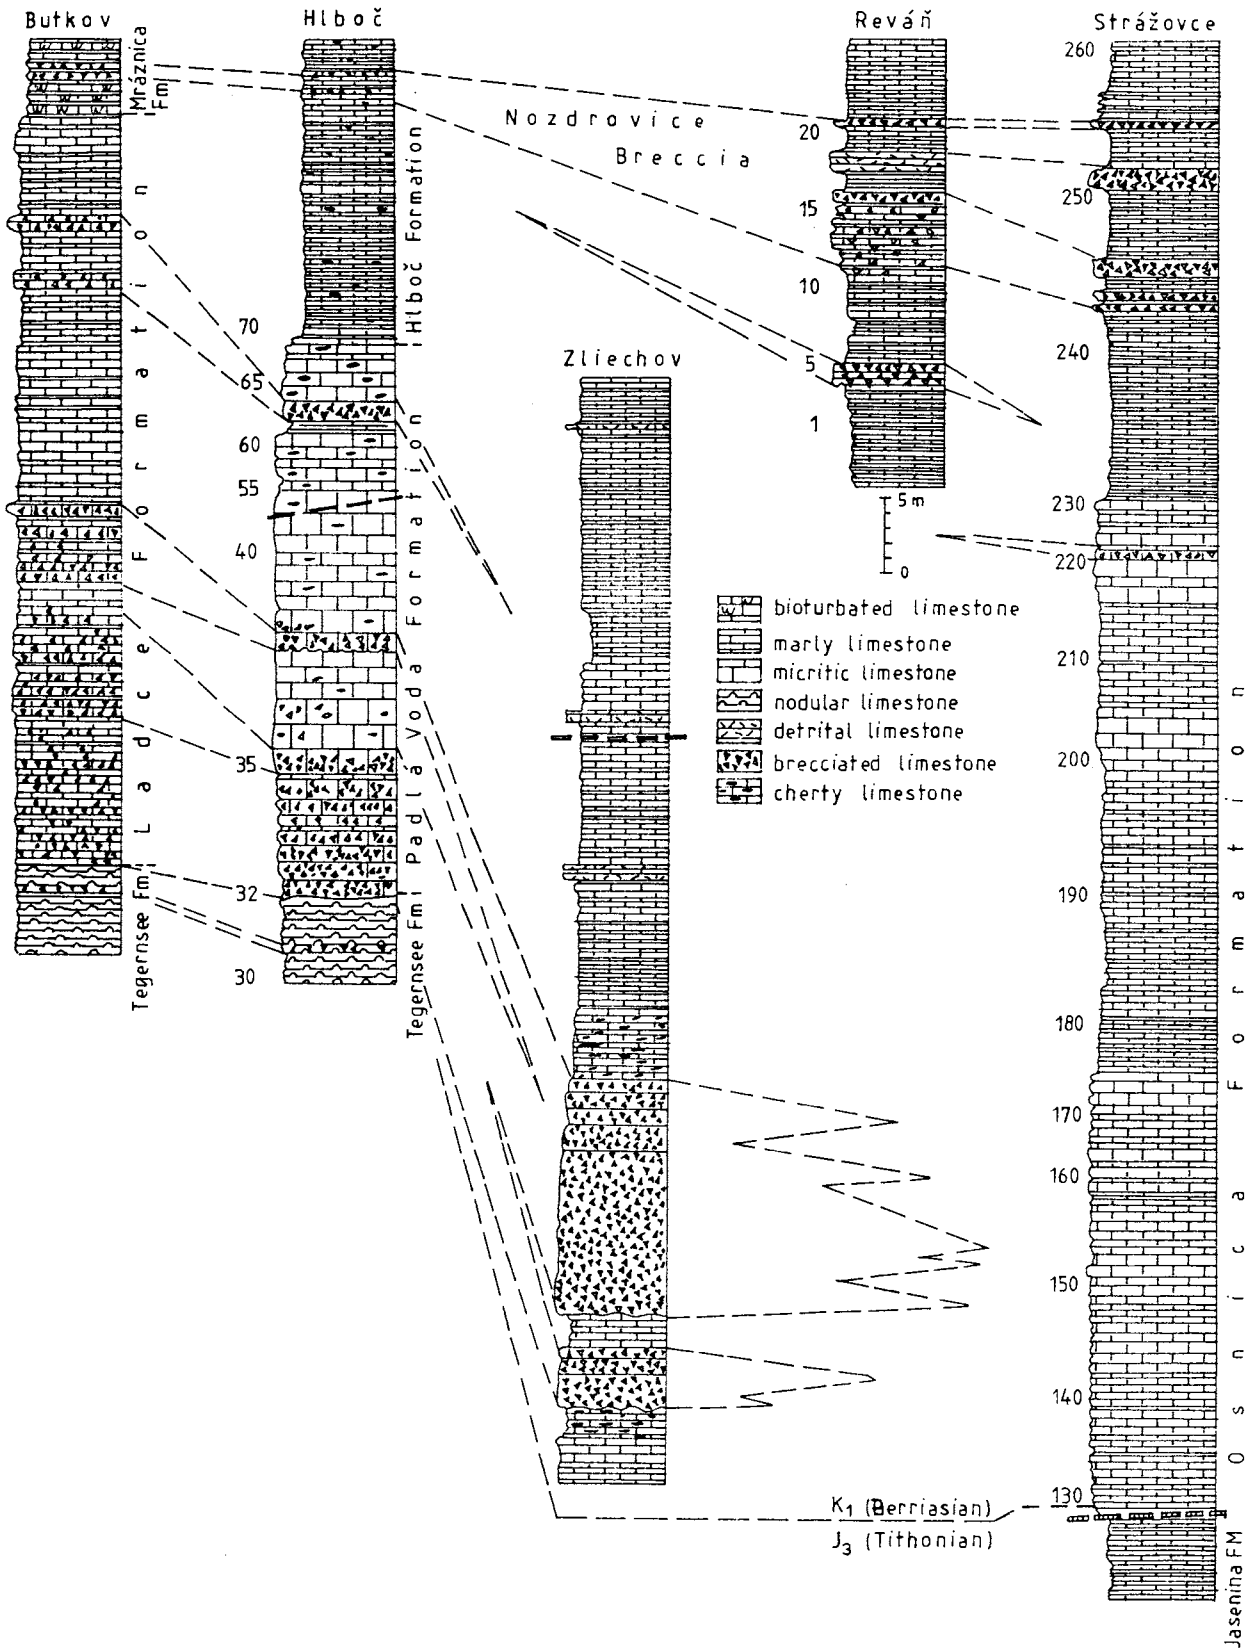 Butkov
Hlboč
Reváň
Strážovce
Mráznica
Fm
Ladce Formation
Tegernsee Fm
70
65
60
55
40
35
32
30
Hlboč Formation
Padlá Voda Formation
Tegernsee Fm
Nozdrovice
Breccia
Zliechov
20
15
10
5
1
5m
0
bioturbated limestone
marly limestone
micritic limestone
nodular limestone
detrital limestone
brecciated limestone
cherty limestone
260
250
240
230
220
210
200
190
180
170
160
150
140
130
Osnica Formation
Jasenina FM
K1 (Berriasian)
J3 (Tithonian)